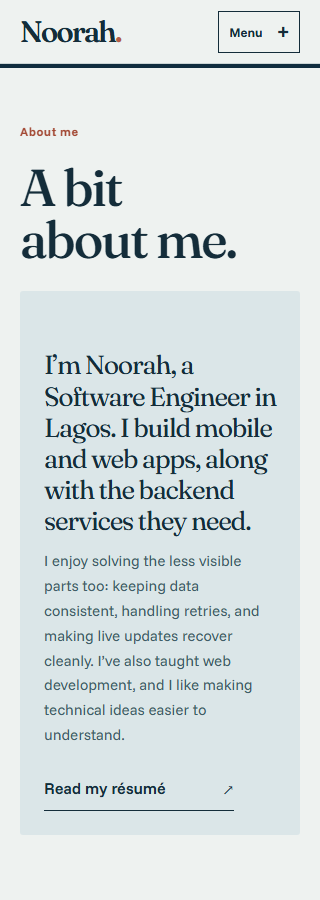 Noorah.
Menu +
About me
A bit
about me.
I’m Noorah, a
Software Engineer in
Lagos. I build mobile
and web apps, along
with the backend
services they need.
I enjoy solving the less visible
parts too: keeping data
consistent, handling retries, and
making live updates recover
cleanly. I’ve also taught web
development, and I like making
technical ideas easier to
understand.
Read my résumé ↗